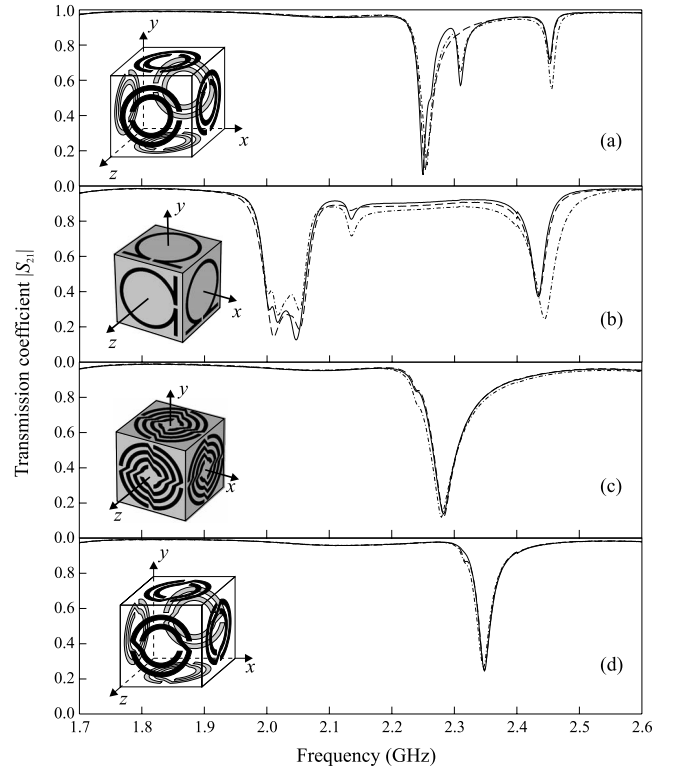 1.0
0.8
0.6
0.4
0.2
y
x
z
(a)
0.0
0.8
0.6
0.4
0.2
0.0
y
x
z
(b)
0.8
0.6
0.4
0.2
0.0
y
x
z
(c)
0.8
0.6
0.4
0.2
0.0
y
x
z
(d)
Transmission coefficient |S21|
1.7 1.8 1.9 2.0 2.1 2.2 2.3 2.4 2.5 2.6
Frequency (GHz)